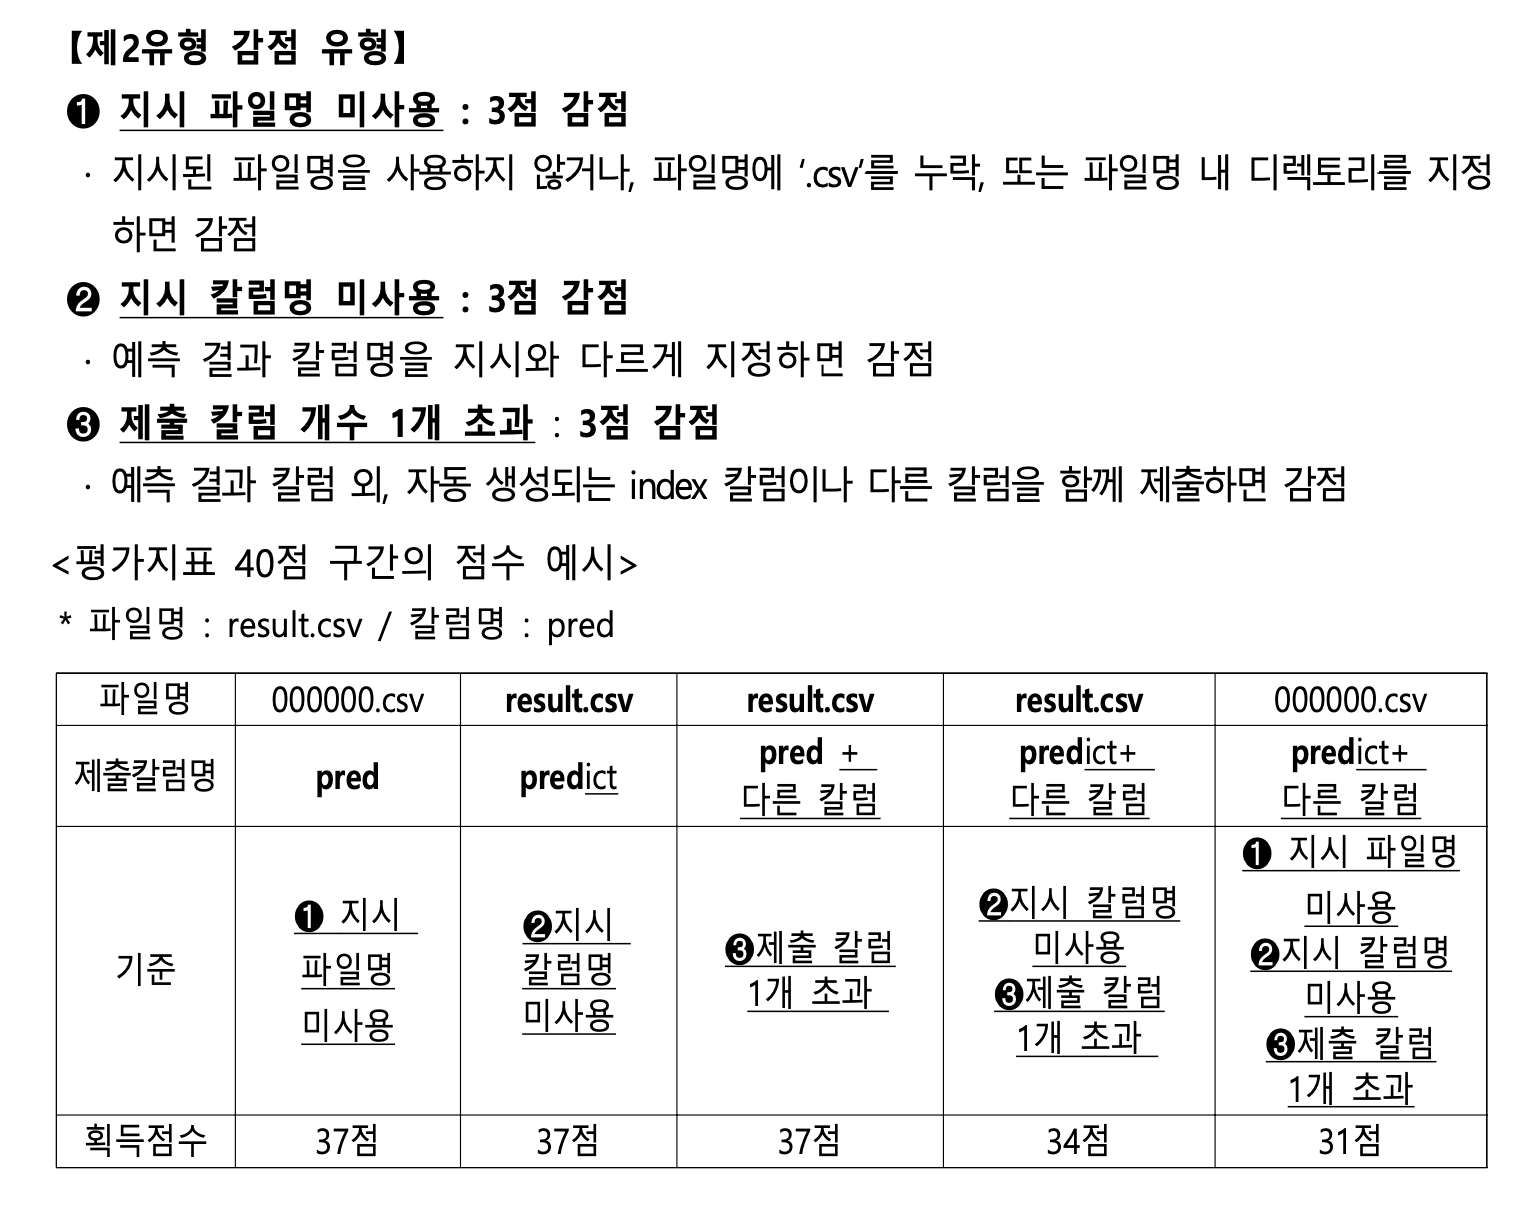 【제2유형 감점 유형】
❶ 지시 파일명 미사용 : 3점 감점
· 지시된 파일명을 사용하지 않거나, 파일명에 ‘.csv’를 누락, 또는 파일명 내 디렉토리를 지정
하면 감점
❷ 지시 칼럼명 미사용 : 3점 감점
· 예측 결과 칼럼명을 지시와 다르게 지정하면 감점
❸ 제출 칼럼 개수 1개 초과 : 3점 감점
· 예측 결과 칼럼 외, 자동 생성되는 index 칼럼이나 다른 칼럼을 함께 제출하면 감점
<평가지표 40점 구간의 점수 예시>
* 파일명 : result.csv / 칼럼명 : pred
파일명 000000.csv result.csv result.csv result.csv 000000.csv
제출칼럼명
pred
predict
pred +
다른 칼럼
predict+
다른 칼럼
predict+
다른 칼럼
기준
❶ 지시
파일명
미사용
❷지시
칼럼명
미사용
❸제출 칼럼
1개 초과
❷지시 칼럼명
미사용
❸제출 칼럼
1개 초과
❶ 지시 파일명
미사용
❷지시 칼럼명
미사용
❸제출 칼럼
1개 초과
획득점수 37점 37점 37점 34점 31점